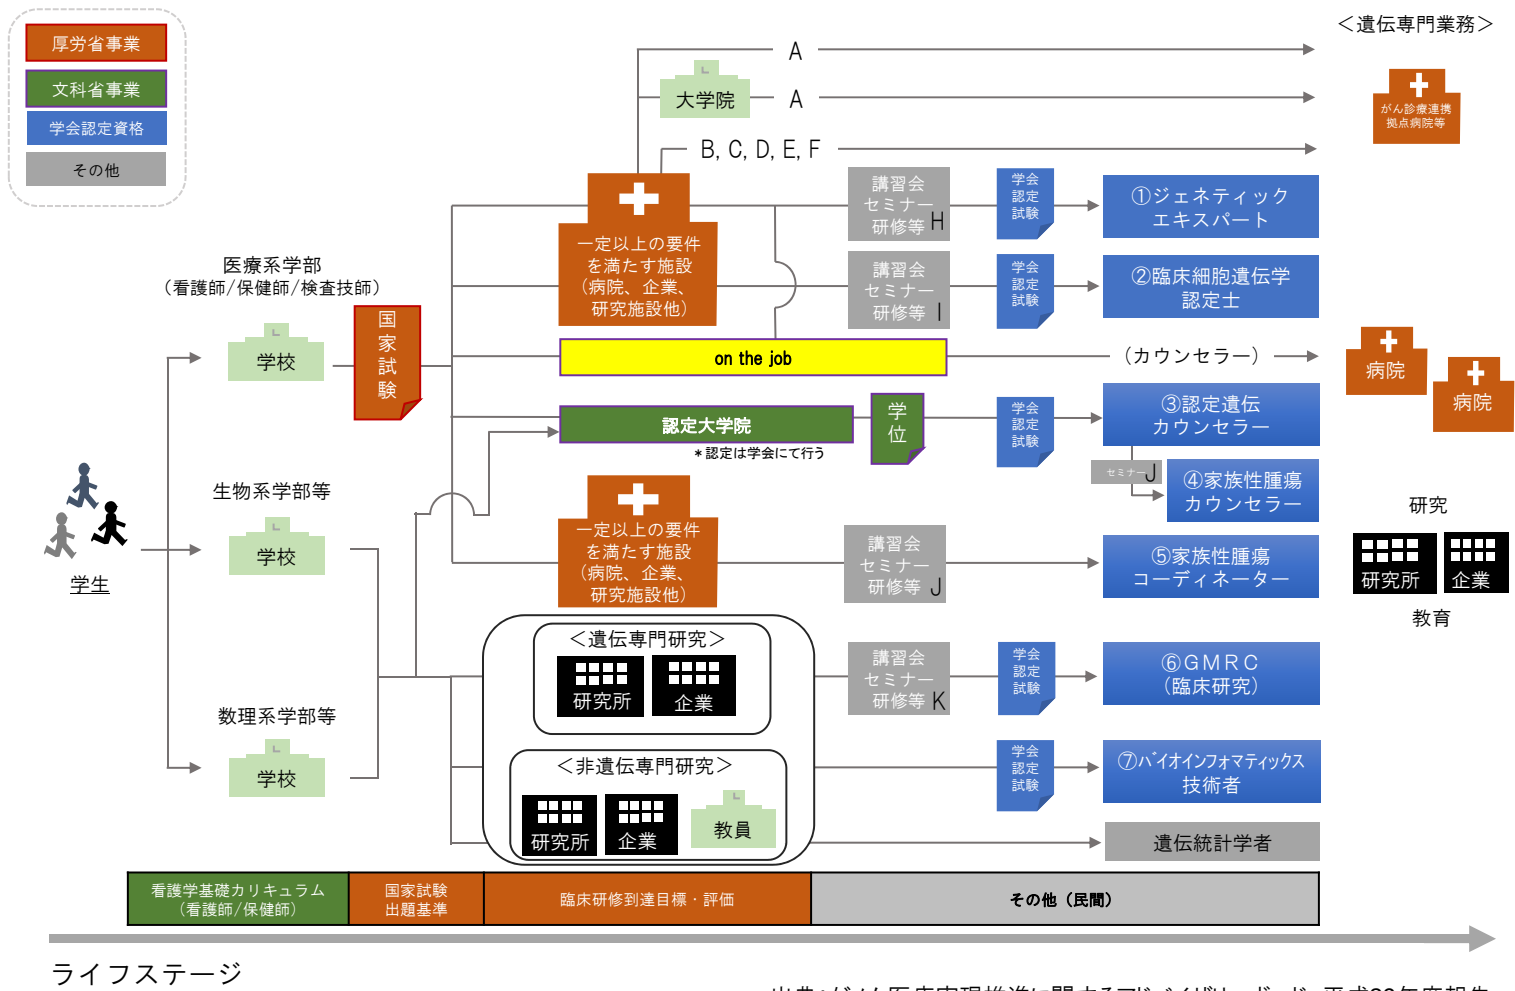 厚労省事業
文科省事業
学会認定資格
その他
＜遺伝専門業務＞
A
大学院
A
B, C, D, E, F
がん診療連携
拠点病院等
医療系学部
（看護師/保健師/検査技師）
学校
国家試験
一定以上の要件
を満たす施設
（病院、企業、
研究施設他）
講習会
セミナー
研修等 H
学会
認定
試験
①ジェネティック
エキスパート
講習会
セミナー
研修等 I
学会
認定
試験
②臨床細胞遺伝学
認定士
on the job
（カウンセラー）
病院
病院
認定大学院
＊認定は学会にて行う
学位
学会
認定
試験
③認定遺伝
カウンセラー
セミナー J
④家族性腫瘍
カウンセラー
学生
生物系学部等
学校
一定以上の要件
を満たす施設
（病院、企業、
研究施設他）
講習会
セミナー
研修等 J
⑤家族性腫瘍
コーディネーター
研究
研究所
企業
教育
数理系学部等
学校
＜遺伝専門研究＞
研究所
企業
講習会
セミナー
研修等 K
学会
認定
試験
⑥ＧＭＲＣ
（臨床研究）
＜非遺伝専門研究＞
研究所
企業
教員
学会
認定
試験
⑦バイオインフォマティックス
技術者
遺伝統計学者
看護学基礎カリキュラム
（看護師/保健師）
国家試験
出題基準
臨床研修到達目標・評価
その他（民間）
ライフステージ